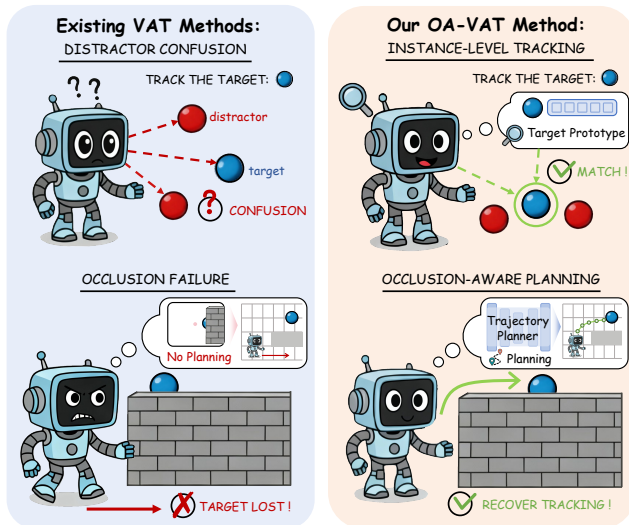 Existing VAT Methods:
DISTRACTOR CONFUSION
TRACK THE TARGET:
? ?
distractor
target
?
CONFUSION
OCCLUSION FAILURE
No Planning
TARGET LOST !
Our OA-VAT Method:
INSTANCE-LEVEL TRACKING
TRACK THE TARGET:
Target Prototype
MATCH !
OCCLUSION-AWARE PLANNING
Trajectory
Planner
Planning
RECOVER TRACKING !